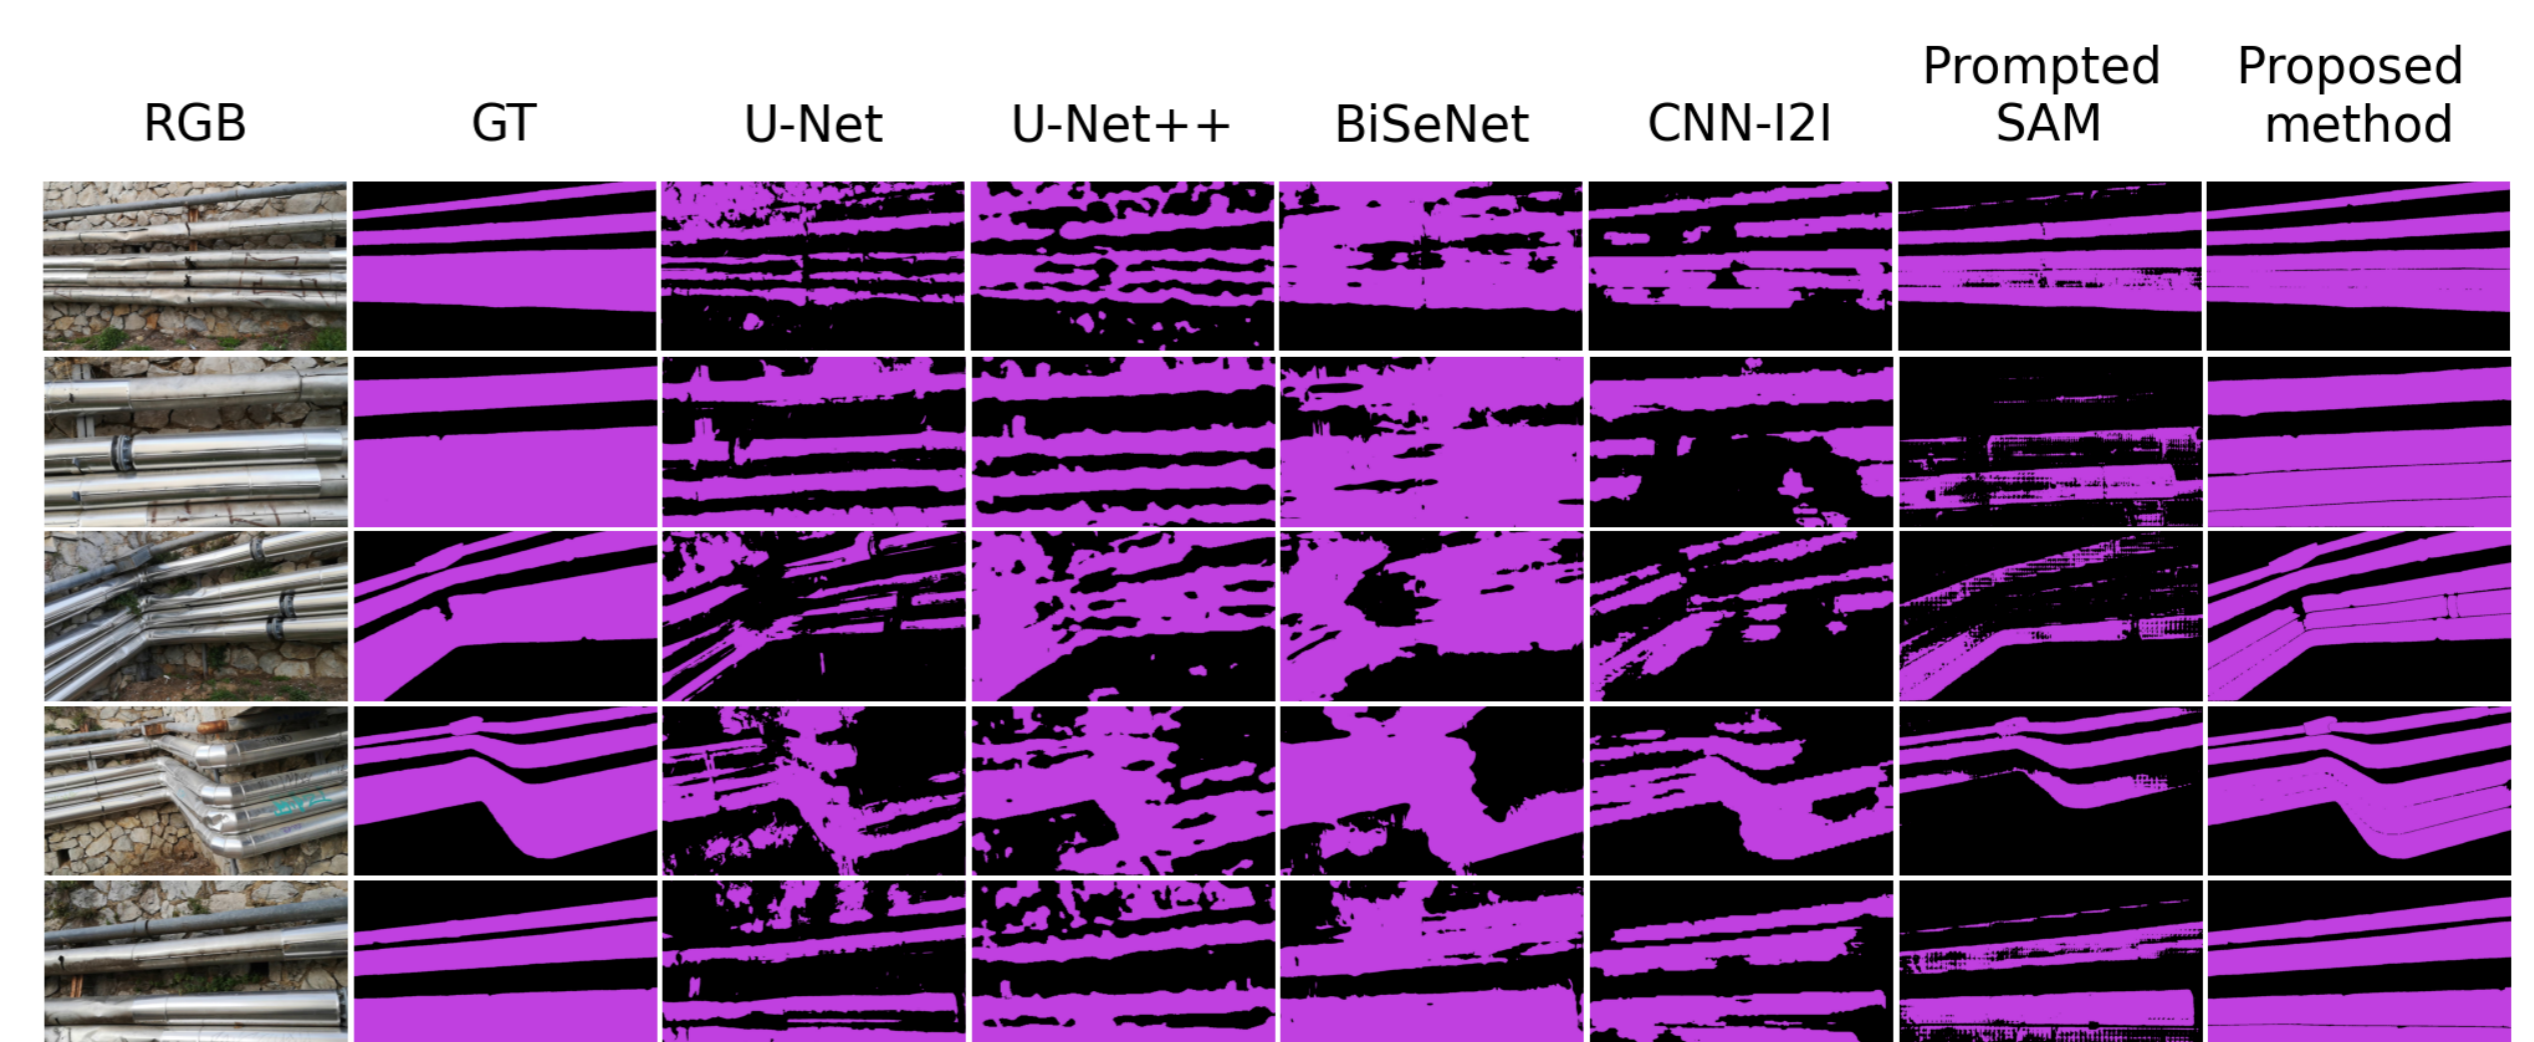 RGB
GT
U-Net
U-Net++
BiSeNet
CNN-I2I
Prompted
SAM
Proposed
method